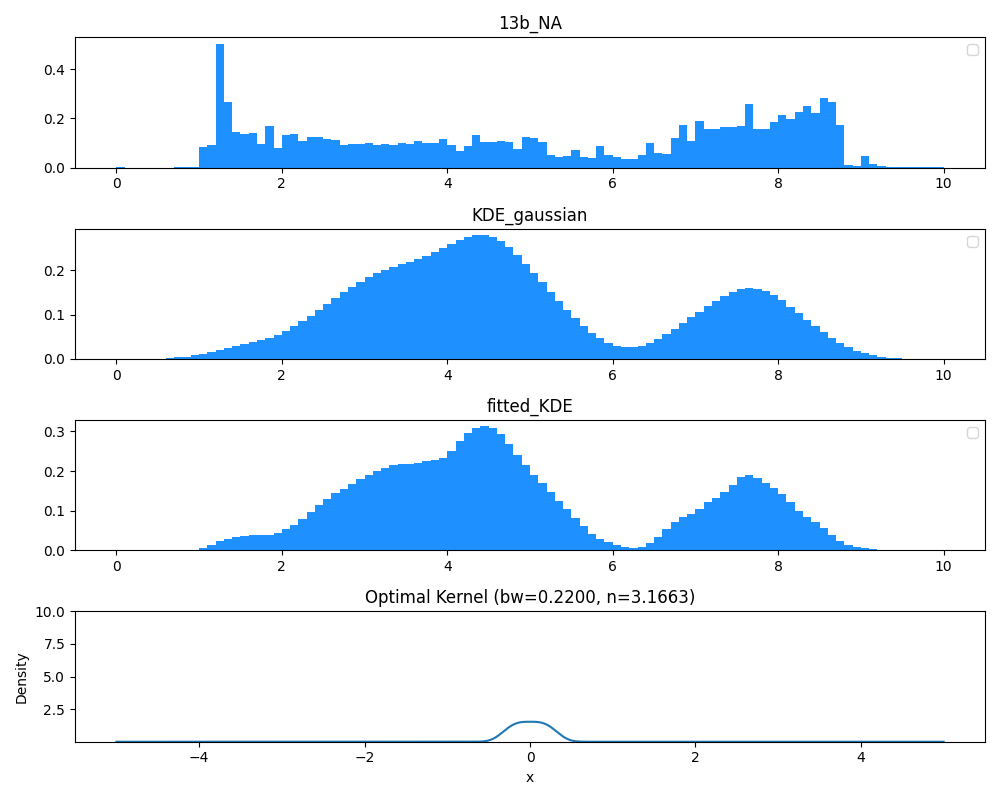 13b_NA
0.4
0.2
0.0
0 2 4 6 8 10
KDE_gaussian
0.2
0.1
0.0
0 2 4 6 8 10
fitted_KDE
0.3
0.2
0.1
0.0
0 2 4 6 8 10
Optimal Kernel (bw=0.2200, n=3.1663)
10.0
7.5
5.0
2.5
Density
−4 −2 0 2 4
x